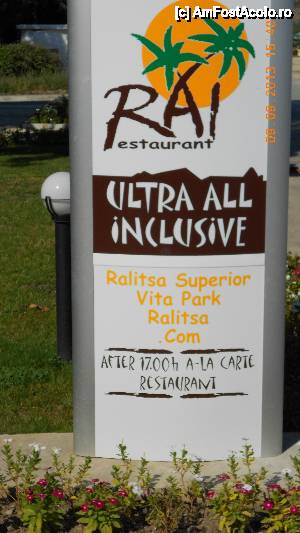 (c) AmFostAcolo.ro
RAI
Restaurant
ULTRA ALL
INCLUSIVE
Ralitsa Superior
Vita Park
Ralitsa
.Com
AFTER 17.00h A-LA CARTE
RESTAURANT